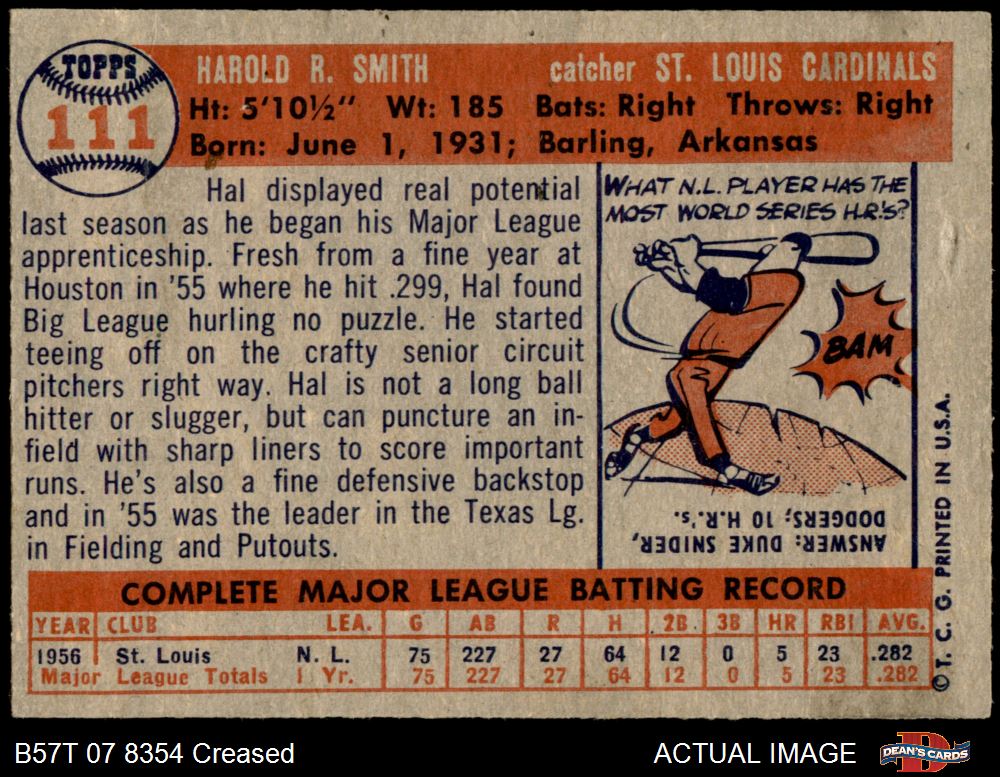 TOPPS
111
HAROLD R. SMITH catcher ST. LOUIS CARDINALS
Ht: 5'10½" Wt: 185 Bats: Right Throws: Right
Born: June 1, 1931; Barling, Arkansas
Hal displayed real potential
last season as he began his Major League
apprenticeship. Fresh from a fine year at
Houston in '55 where he hit .299, Hal found
Big League hurling no puzzle. He started
teeing off on the crafty senior circuit
pitchers right way. Hal is not a long ball
hitter or slugger, but can puncture an in-
field with sharp liners to score important
runs. He's also a fine defensive backstop
and in '55 was the leader in the Texas Lg.
in Fielding and Putouts.
WHAT N.L. PLAYER HAS THE
MOST WORLD SERIES H.R.'S?
BAM
ANSWER: DUKE SNIDER,
DODGERS; 10 H.R.'s.
COMPLETE MAJOR LEAGUE BATTING RECORD
YEAR CLUB LEA. G AB R H 2B 3B HR RBI AVG.
1956 St. Louis N. L. 75 227 27 64 12 0 5 23 .282
Major League Totals 1 Yr. 75 227 27 64 12 0 5 23 .282
© T. C. G. PRINTED IN U.S.A.
B57T 07 8354 Creased ACTUAL IMAGE DEAN'S CARDS